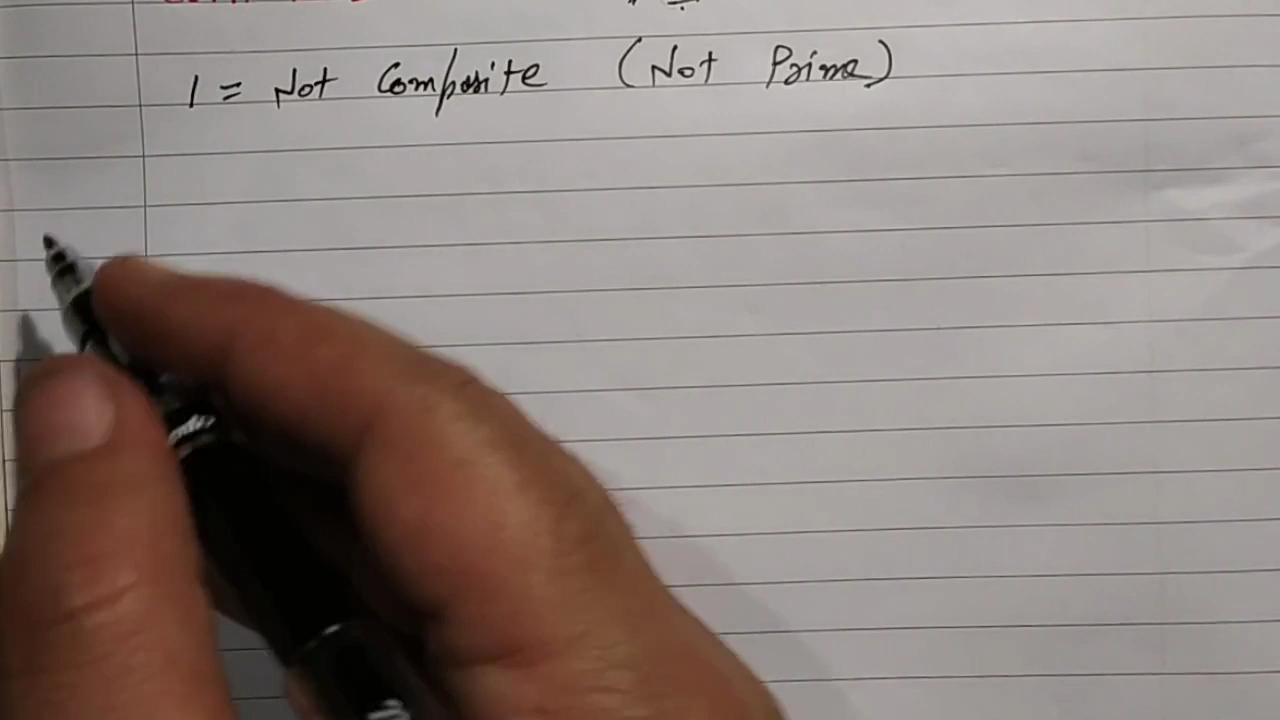 1 = Not Composite (Not Prime)